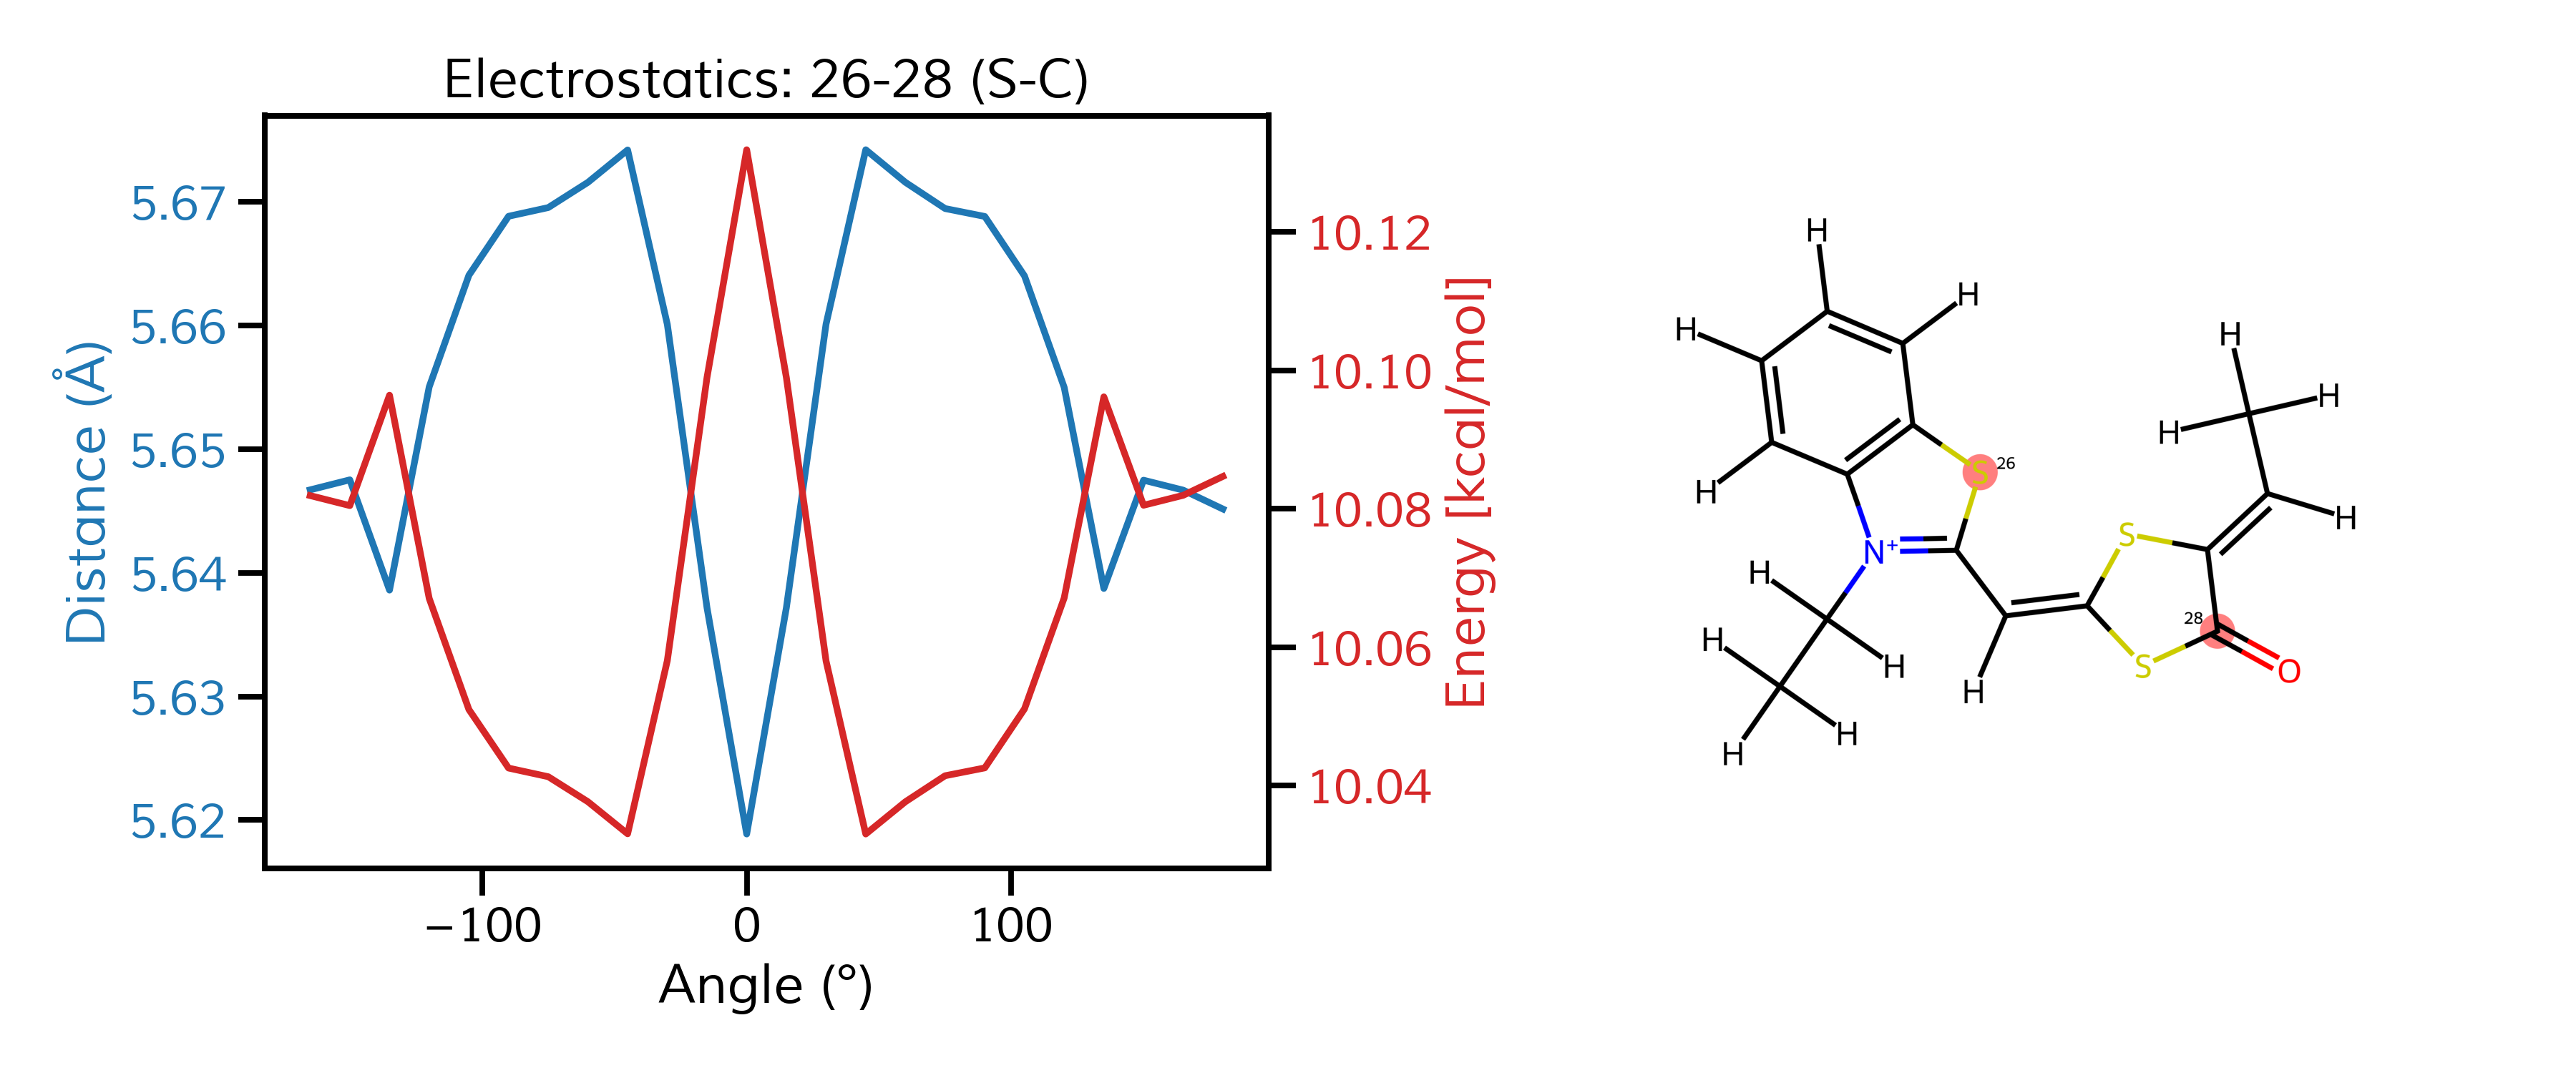 Electrostatics: 26-28 (S-C)
Distance (Å)
5.67
5.66
5.65
5.64
5.63
5.62
−100
0
100
Angle (°)
10.12
10.10
10.08
10.06
10.04
Energy [kcal/mol]
H
H
H
H
H
H
H
S 26
H
H
S
N+
H
28
H
H
S
O
H
H
H